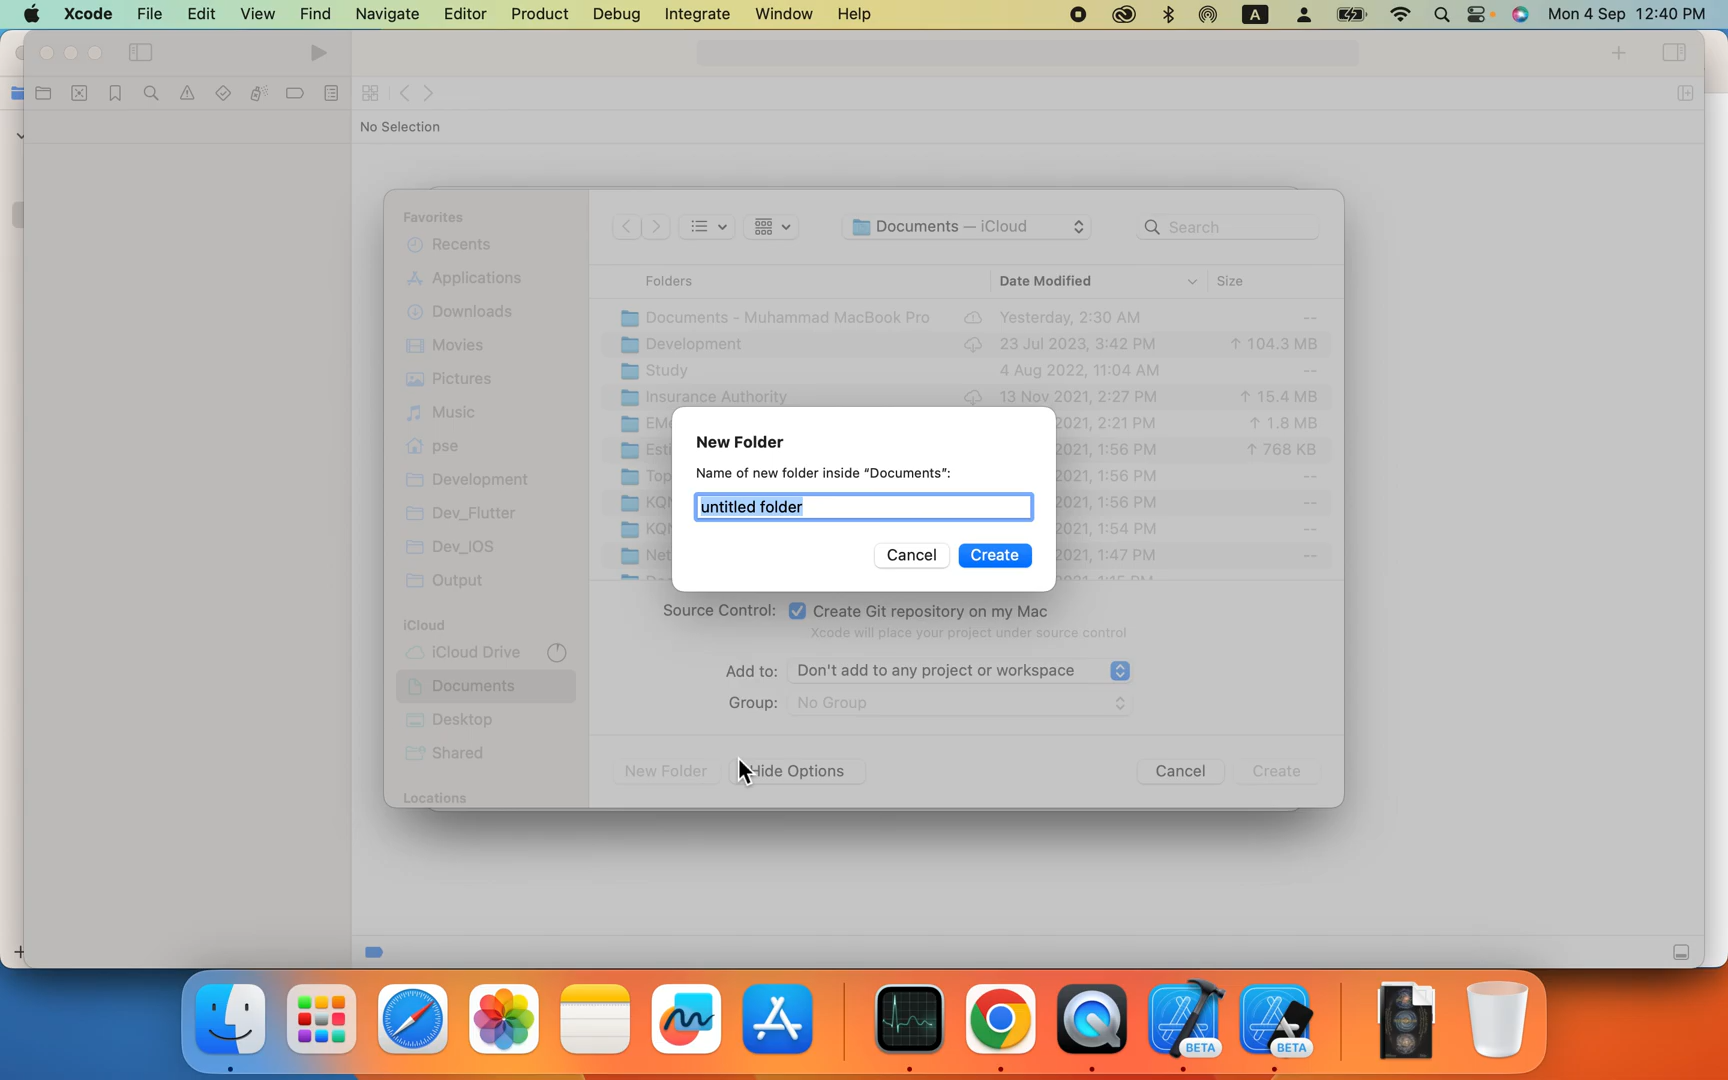 Xcode File Edit View Find Navigate Editor Product Debug Integrate Window Help A Mon 4 Sep 12:40 PM
No Selection
Favorites
Recents
Applications
Downloads
Movies
Pictures
Music
pse
Development
Dev_Flutter
Dev_IOS
Output
iCloud
iCloud Drive
Documents
Desktop
Shared
Locations
Documents — iCloud
Search
Folders Date Modified Size
Documents - Muhammad MacBook Pro Yesterday, 2:30 AM --
Development 23 Jul 2023, 3:42 PM ↑ 104.3 MB
Study 4 Aug 2022, 11:04 AM --
Insurance Authority 13 Nov 2021, 2:27 PM ↑ 15.4 MB
2021, 2:21 PM ↑ 1.8 MB
2021, 1:56 PM ↑ 768 KB
2021, 1:56 PM --
2021, 1:56 PM --
2021, 1:54 PM --
2021, 1:47 PM --
New Folder
Name of new folder inside “Documents”:
untitled folder
Cancel Create
Source Control: Create Git repository on my Mac
Xcode will place your project under source control
Add to: Don't add to any project or workspace
Group: No Group
New Folder Hide Options Cancel Create
BETA BETA